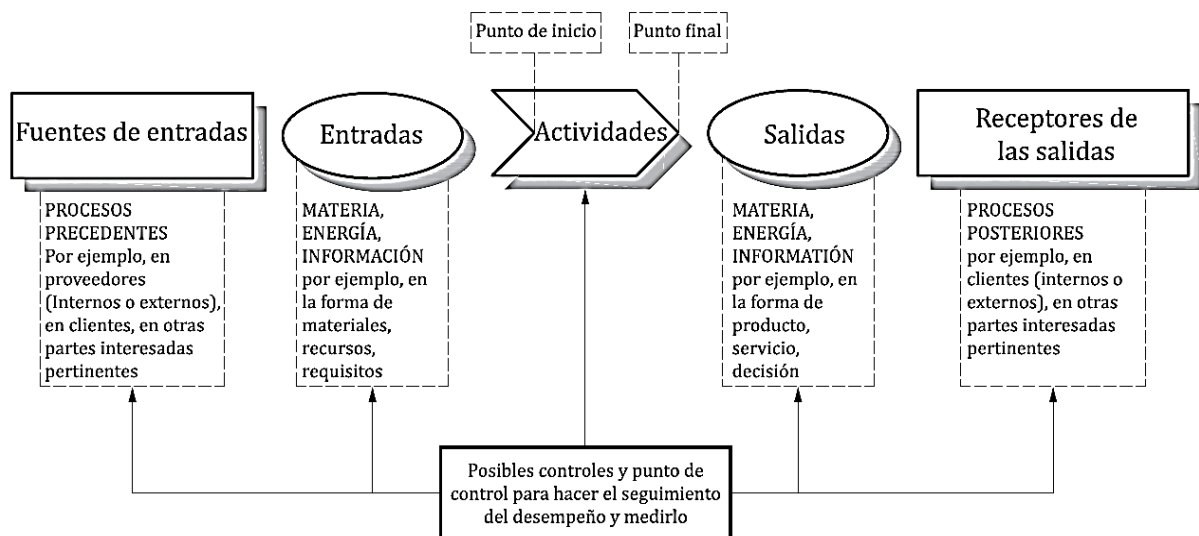 Punto de inicio
Punto final
Fuentes de entradas
Entradas
Actividades
Salidas
Receptores de
las salidas
PROCESOS
PRECEDENTES
Por ejemplo, en
proveedores
(Internos o externos),
en clientes, en otras
partes interesadas
pertinentes
MATERIA,
ENERGÍA,
INFORMACIÓN
por ejemplo, en
la forma de
materiales,
recursos,
requisitos
MATERIA,
ENERGÍA,
INFORMATIÓN
por ejemplo, en
la forma de
producto,
servicio,
decisión
PROCESOS
POSTERIORES
por ejemplo, en
clientes (internos o
externos), en otras
partes interesadas
pertinentes
Posibles controles y punto de
control para hacer el seguimiento
del desempeño y medirlo